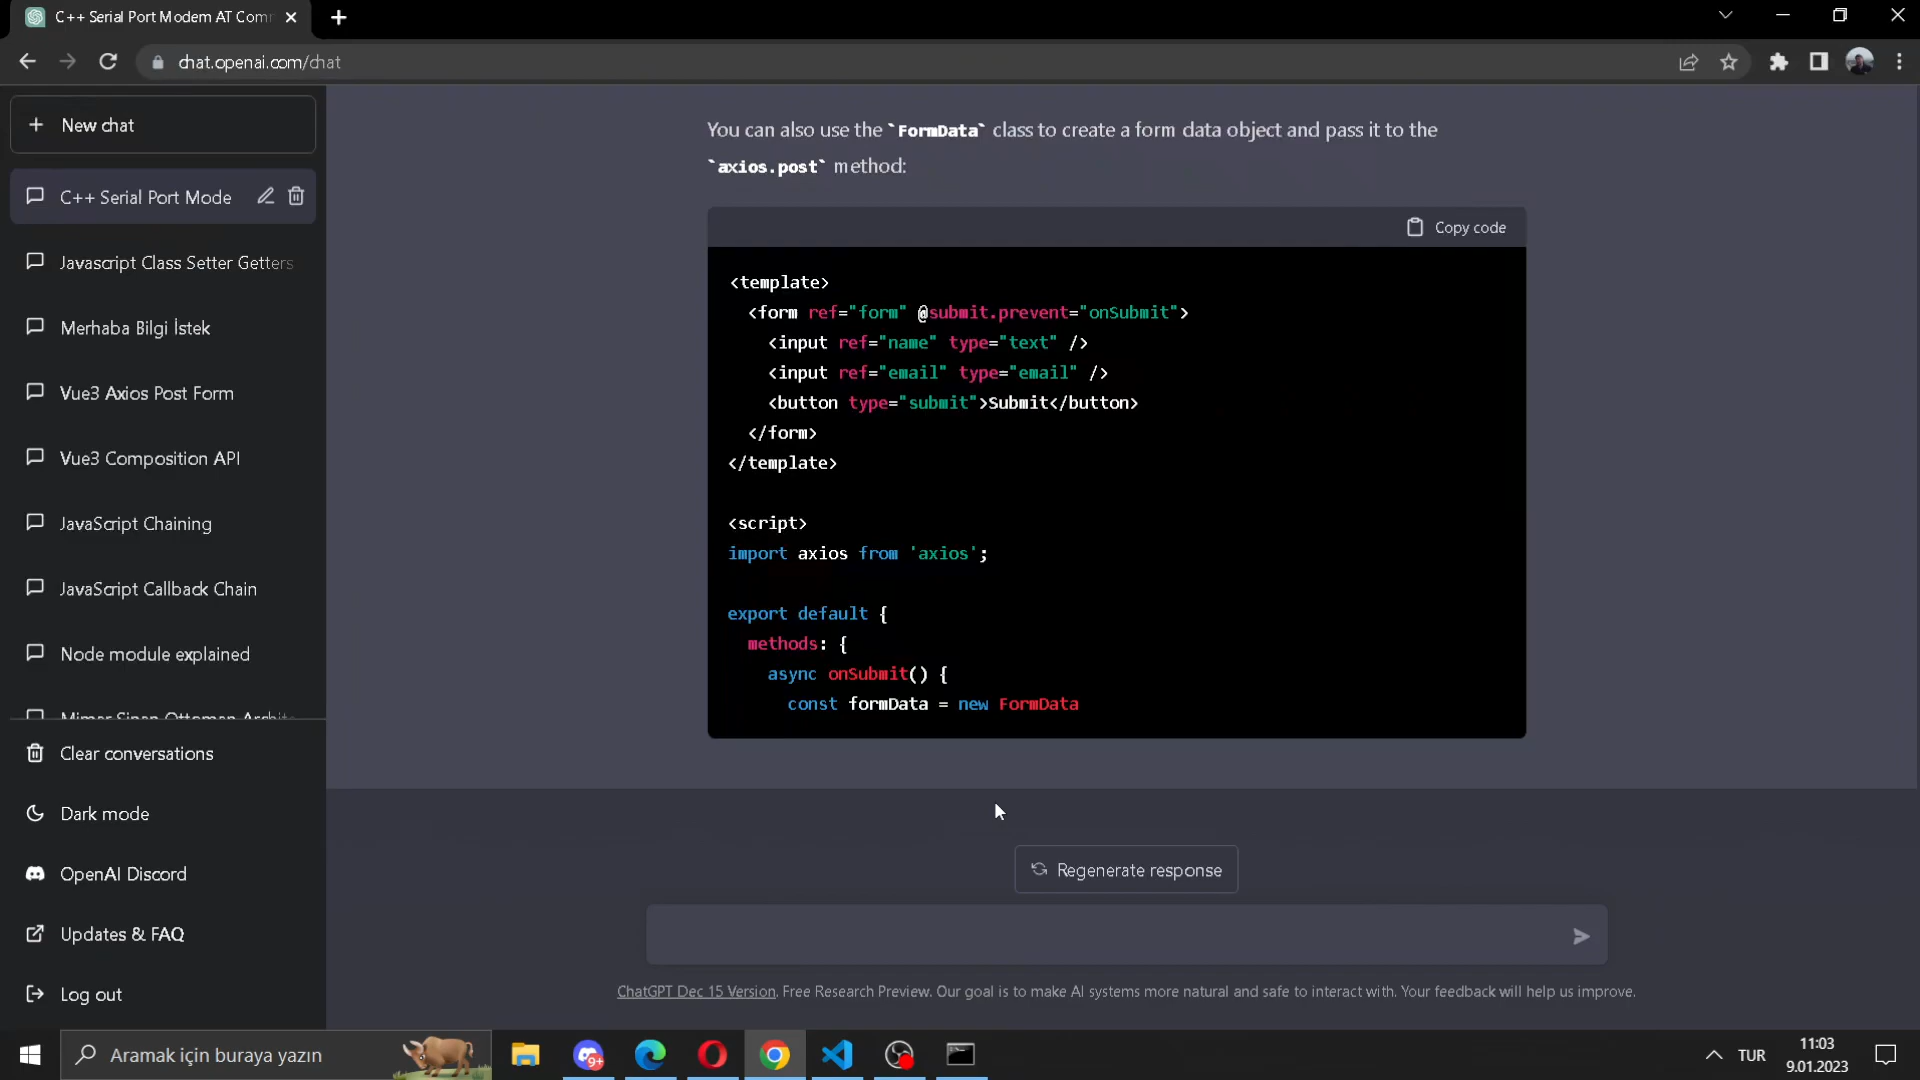 C++ Serial Port Modem AT Com
chat.openai.com/chat
New chat
C++ Serial Port Mode
Javascript Class Setter Getters
Merhaba Bilgi İstek
Vue3 Axios Post Form
Vue3 Composition API
JavaScript Chaining
JavaScript Callback Chain
Node module explained
Mimar Sinan Ottoman Archite
Clear conversations
Dark mode
OpenAI Discord
Updates & FAQ
Log out
You can also use the `FormData` class to create a form data object and pass it to the
`axios.post` method:
Copy code
<template>
  <form ref="form" @submit.prevent="onSubmit">
    <input ref="name" type="text" />
    <input ref="email" type="email" />
    <button type="submit">Submit</button>
  </form>
</template>
<script>
import axios from 'axios';
export default {
  methods: {
    async onSubmit() {
      const formData = new FormData
Regenerate response
ChatGPT Dec 15 Version. Free Research Preview. Our goal is to make AI systems more natural and safe to interact with. Your feedback will help us improve.
Aramak için buraya yazın
9+
TUR
11:03
9.01.2023